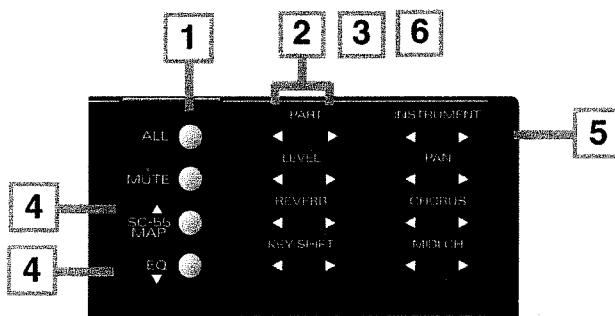 1 2 3 6
PART INSTRUMENT
ALL
5
LEVEL PAN
MUTE
4
REVERB CHORUS
SC-55
MAP
KEY SHIFT MIDI CH
4
EQ